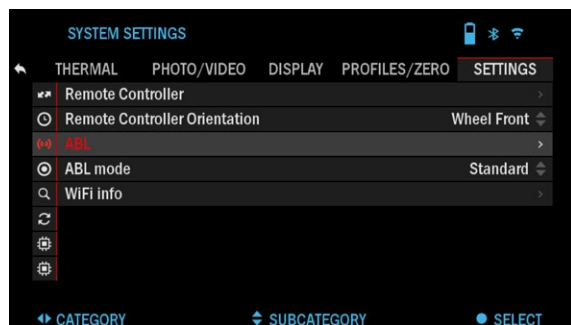 SYSTEM SETTINGS
THERMAL PHOTO/VIDEO DISPLAY PROFILES/ZERO SETTINGS
Remote Controller
Remote Controller Orientation Wheel Front
ABL
ABL mode Standard
WiFi info
CATEGORY SUBCATEGORY SELECT